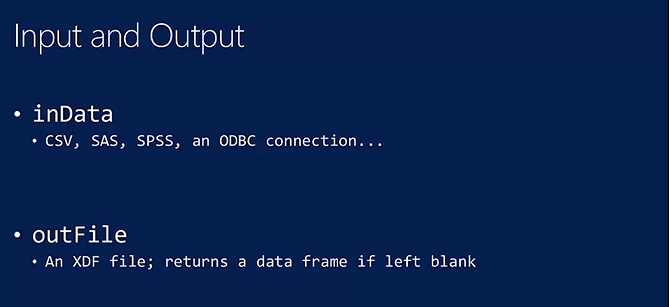 Input and Output
• inData
• CSV, SAS, SPSS, an ODBC connection...
• outFile
• An XDF file; returns a data frame if left blank